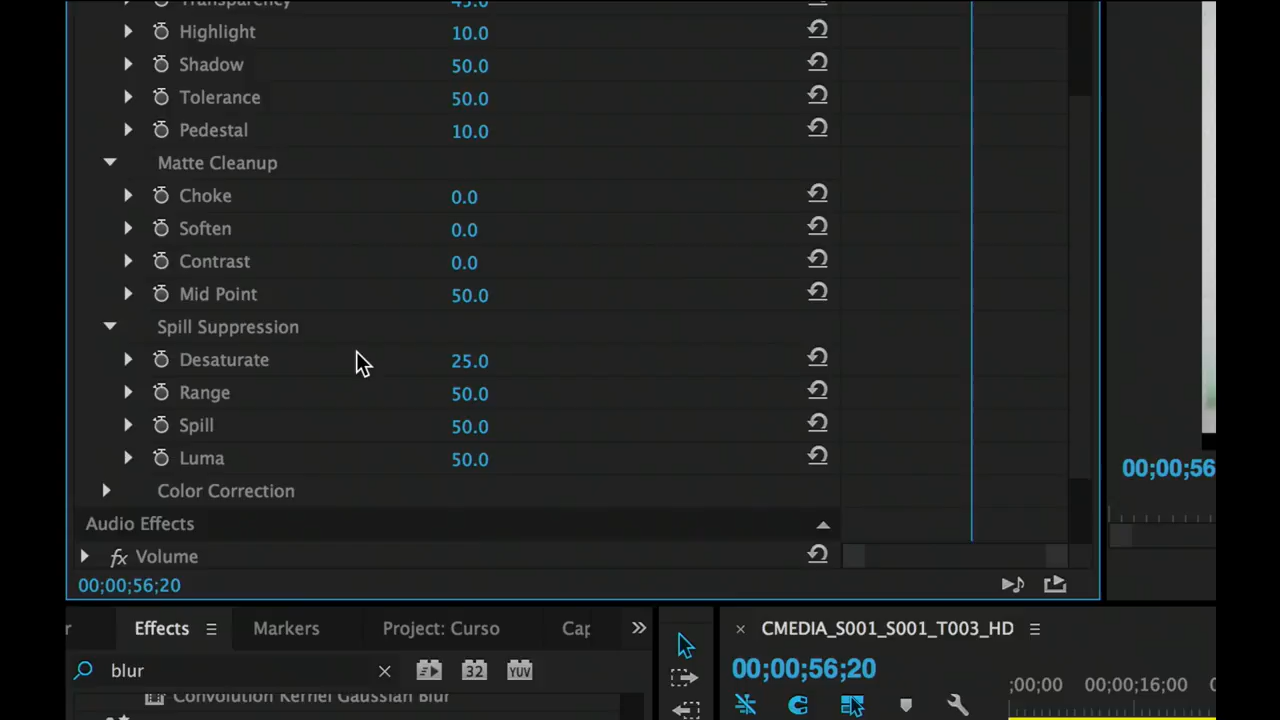 Transparency 45.0
Highlight 10.0
Shadow 50.0
Tolerance 50.0
Pedestal 10.0
Matte Cleanup
Choke 0.0
Soften 0.0
Contrast 0.0
Mid Point 50.0
Spill Suppression
Desaturate 25.0
Range 50.0
Spill 50.0
Luma 50.0
Color Correction
Audio Effects
fx Volume
00;00;56;20
00;00;56
r Effects Markers Project: Curso Cap
blur
32 YUV
Convolution Kernel Gaussian Blur
× CMEDIA_S001_S001_T003_HD
00;00;56;20
;00;00 00;00;16;00 0